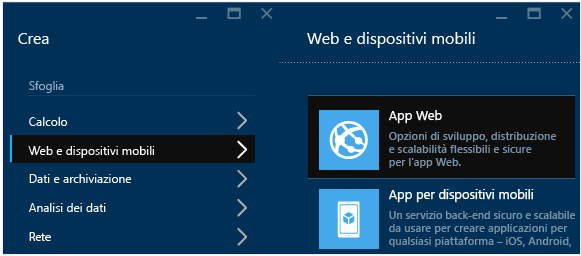 Crea
Sfoglia
Calcolo
Web e dispositivi mobili
Dati e archiviazione
Analisi dei dati
Rete
Web e dispositivi mobili
App Web
Opzioni di sviluppo, distribuzione
e scalabilità flessibili e sicure
per l'app Web.
App per dispositivi mobili
Un servizio back-end sicuro e scalabile
da usare per creare applicazioni per
qualsiasi piattaforma – iOS, Android,